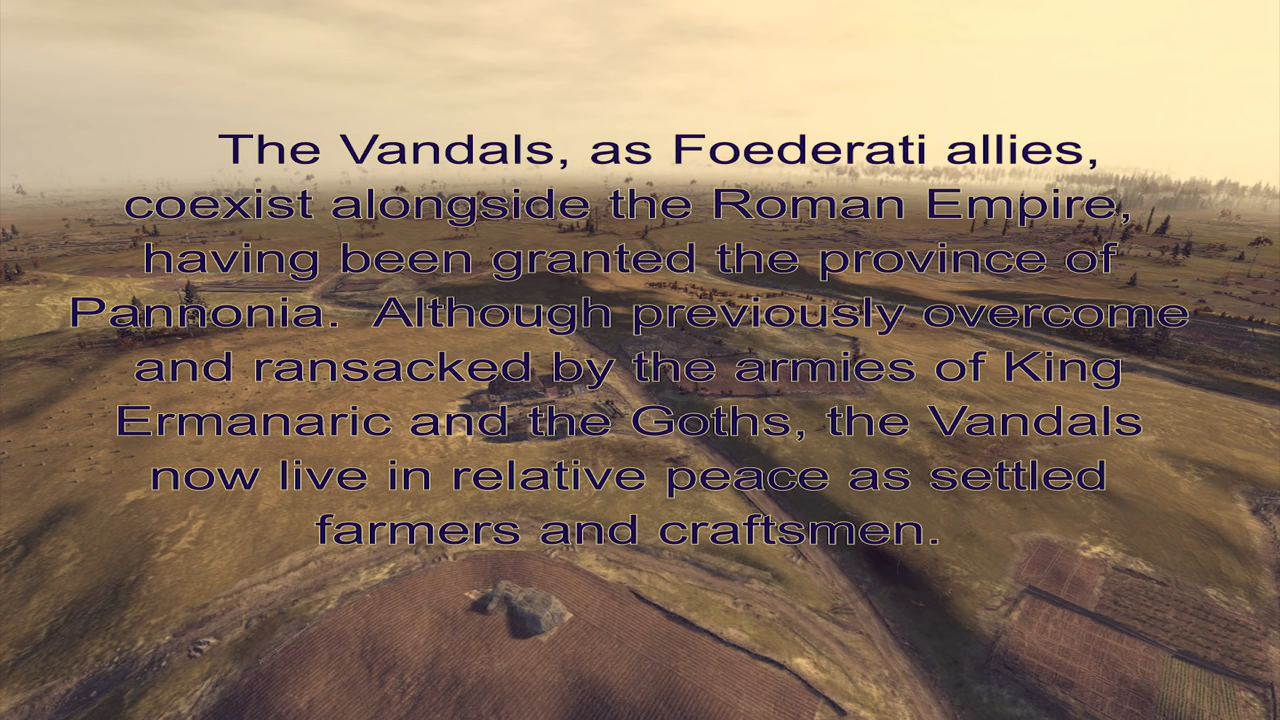 The Vandals, as Foederati allies,
coexist alongside the Roman Empire,
having been granted the province of
Pannonia.  Although previously overcome
and ransacked by the armies of King
Ermanaric and the Goths, the Vandals
now live in relative peace as settled
farmers and craftsmen.